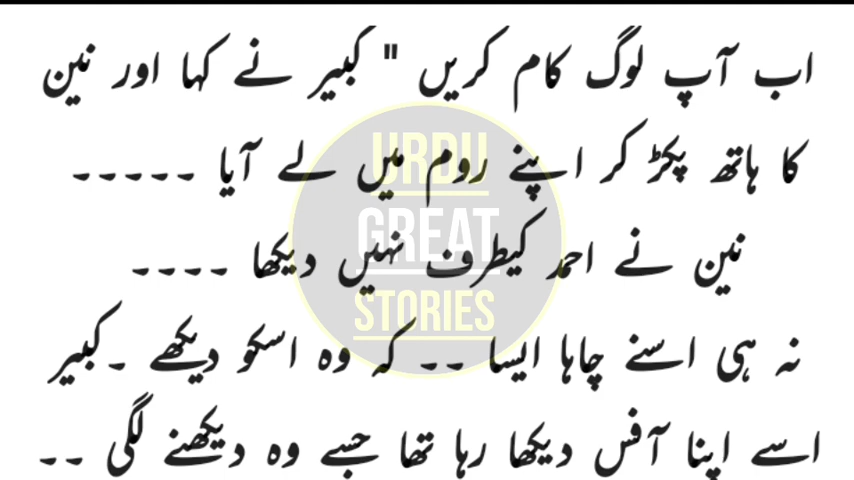 اب آپ لوگ کام کریں " کبیر نے کہا اور نین
کا ہاتھ پکڑ کر اپنے روم میں لے آیا ۔۔۔۔۔
نین نے احمد کیطرف نہیں دیکھا ۔۔۔۔
نہ ہی اسنے چاہا ایسا ۔۔ کہ وہ اسکو دیکھے ۔کبیر
اسے اپنا آفس دیکھا رہا تھا جسے وہ دیکھنے لگی ۔۔
URDU
GREAT
STORIES